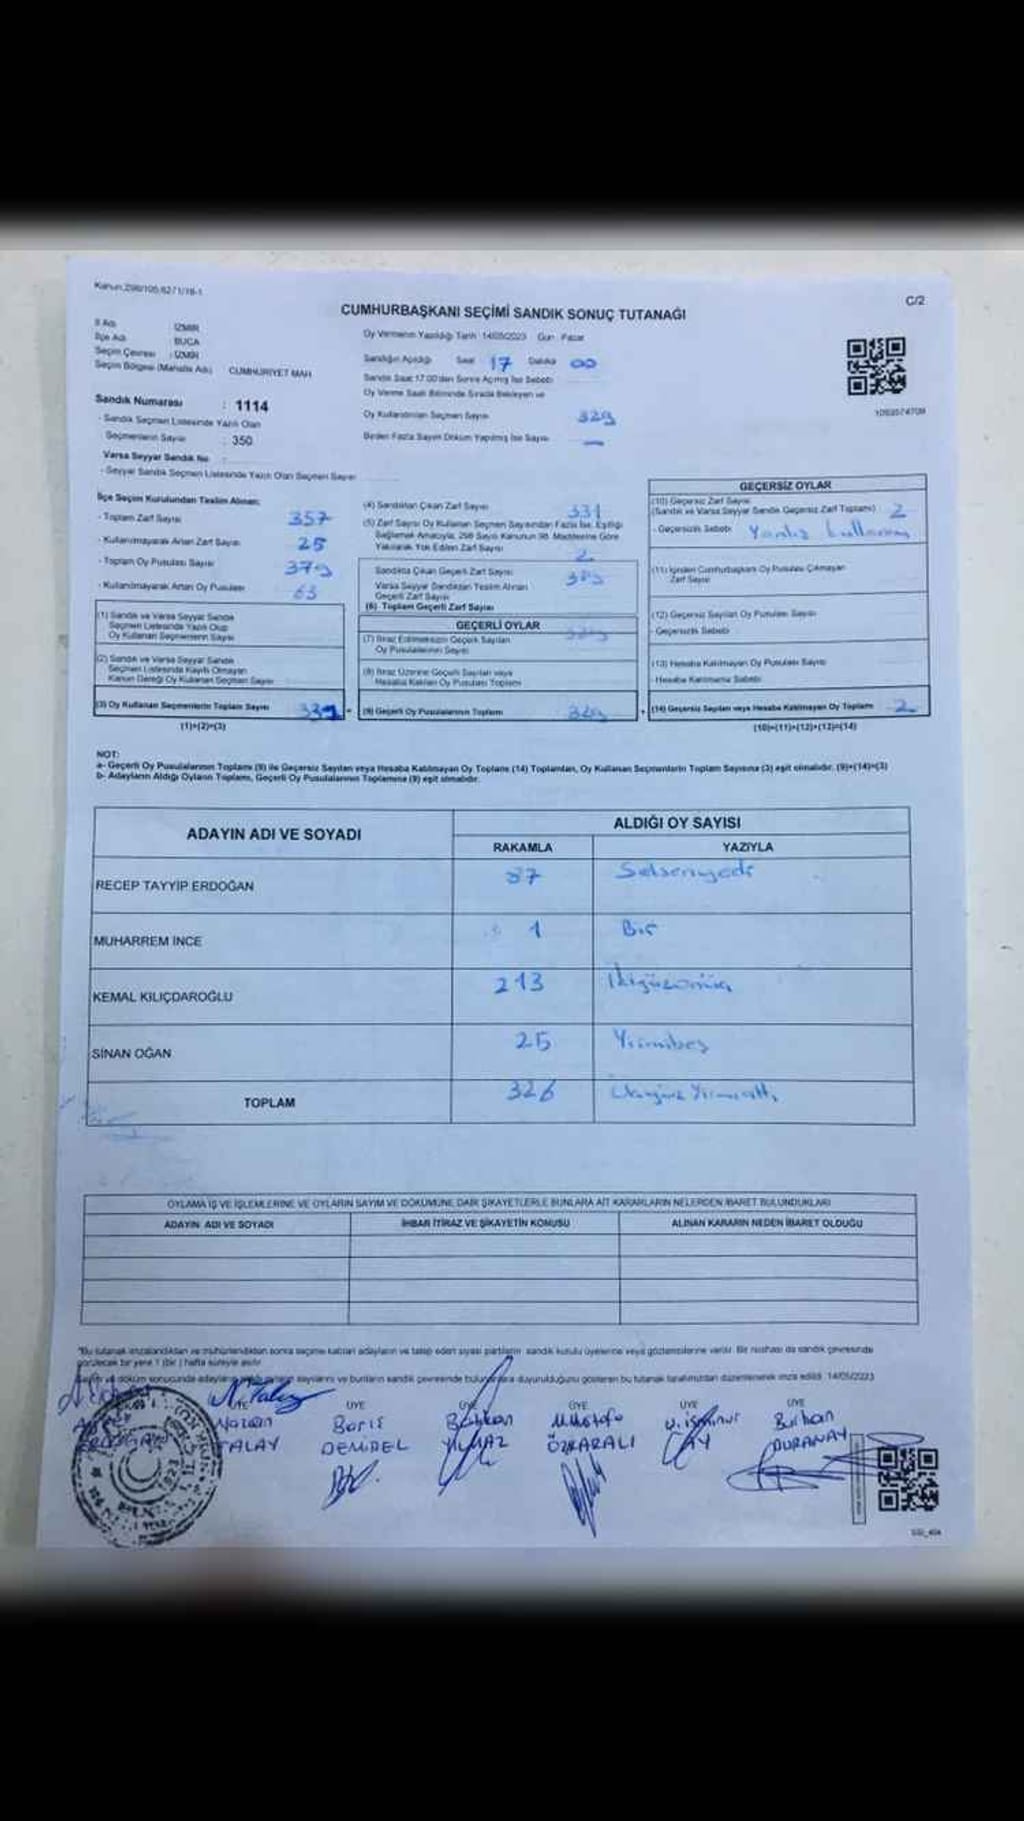 Kanun:298/105;6271/18-1
C/2
CUMHURBAŞKANI SEÇİMİ SANDIK SONUÇ TUTANAĞI
İl Adı : İZMİR
İlçe Adı : BUCA
Seçim Çevresi : İZMİR
Seçim Bölgesi (Mahalle Adı) CUMHURİYET MAH
Sandık Numarası : 1114
- Sandık Seçmen Listesinde Yazılı Olan
Seçmenlerin Sayısı : 350
Varsa Seyyar Sandık No :
- Seyyar Sandık Seçmen Listesinde Yazılı Olan Seçmen Sayısı
Oy Vermenin Yapıldığı Tarih 14/05/2023 Gün Pazar
Sandığın Açıldığı Saat 17 Dakika 00
Sandık Saat 17.00'dan Sonra Açılmış İse Sebebi
Oy Verme Saati Bitiminde Sırada Bekleyen ve
Oy Kullandırılan Seçmen Sayısı 329
Birden Fazla Sayım Döküm Yapılmış İse Sayısı —
1093574709
İlçe Seçim Kurulundan Teslim Alınan:
- Toplam Zarf Sayısı 357
- Kullanılmayarak Artan Zarf Sayısı 25
- Toplam Oy Pusulası Sayısı 379
- Kullanılmayarak Artan Oy Pusulası 63
(1) Sandık ve Varsa Seyyar Sandık
Seçmen Listesinde Yazılı Olup
Oy Kullanan Seçmenlerin Sayısı
(2) Sandık ve Varsa Seyyar Sandık
Seçmen Listesinde Kayıtlı Olmayan
Kanun Gereği Oy Kullanan Seçmen Sayısı
(3) Oy Kullanan Seçmenlerin Toplam Sayısı =
(1)+(2)=(3)
(4) Sandıktan Çıkan Zarf Sayısı 331
(5) Zarf Sayısı Oy Kullanan Seçmen Sayısından Fazla İse, Eşitliği
Sağlamak Amacıyla, 298 Sayılı Kanunun 98. Maddesine Göre
Yakılarak Yok Edilen Zarf Sayısı 2
Sandıkta Çıkan Geçerli Zarf Sayısı
Varsa Seyyar Sandıktan Teslim Alınan
Geçerli Zarf Sayısı
(6) Toplam Geçerli Zarf Sayısı
GEÇERLİ OYLAR
(7) İtiraz Edilmeksizin Geçerli Sayılan
Oy Pusulalarının Sayısı
(8) İtiraz Üzerine Geçerli Sayılan veya
Hesaba Katılan Oy Pusulası Toplamı
(9) Geçerli Oy Pusulalarının Toplamı 329 +
GEÇERSİZ OYLAR
(10) Geçersiz Zarf Sayısı
(Sandık ve Varsa Seyyar Sandık Geçersiz Zarf Toplamı) 2
- Geçersizlik Sebebi Yanlış kullanım
(11) İçinden Cumhurbaşkanı Oy Pusulası Çıkmayan
Zarf Sayısı
(12) Geçersiz Sayılan Oy Pusulası Sayısı
- Geçersizlik Sebebi
(13) Hesaba Katılmayan Oy Pusulası Sayısı
- Hesaba Katılmama Sebebi
(14) Geçersiz Sayılan veya Hesaba Katılmayan Oy Toplamı 2
(10)+(11)+(12)+(13)=(14)
NOT:
a- Geçerli Oy Pusulalarının Toplamı (9) ile Geçersiz Sayılan veya Hesaba Katılmayan Oy Toplamı (14) Toplamları, Oy Kullanan Seçmenlerin Toplam Sayısına (3) eşit olmalıdır. (9)+(14)=(3)
b- Adayların Aldığı Oyların Toplamı, Geçerli Oy Pusulalarının Toplamına (9) eşit olmalıdır.
ADAYIN ADI VE SOYADI
ALDIĞI OY SAYISI
RAKAMLA YAZIYLA
RECEP TAYYİP ERDOĞAN 87 Seksenyedi
MUHARREM İNCE 1 Bir
KEMAL KILIÇDAROĞLU 213 İkiyüzonüç
SİNAN OĞAN 25 Yirmibeş
TOPLAM 326 Üçyüz Yirmialtı
OYLAMA İŞ VE İŞLEMLERİNE VE OYLARIN SAYIM VE DÖKÜMÜNE DAİR ŞİKAYETLERLE BUNLARA AİT KARARLARIN NELERDEN İBARET BULUNDUKLARI
ADAYIN ADI VE SOYADI İHBAR İTİRAZ VE ŞİKAYETİN KONUSU ALINAN KARARIN NEDEN İBARET OLDUĞU
"Bu tutanak imzalandıktan ve mühürlendikten sonra seçime katılan adayların ve talep eden siyasi partilerin sandık kurulu üyelerine veya gözlemcilerine verilir. Bir nüshası da sandık çevresinde
görülecek bir yere 1 (bir) hafta süreyle asılır.
Sayım ve döküm sonucunda adayların sayılarını ve bunların sandık çevresinde duyurulduğunu gösteren bu tutanak tarafımızdan düzenlenerek imza edildi. 14/05/2023
ÜYE ÜYE ÜYE ÜYE ÜYE ÜYE
N.Talay
Nazan TALAY
Barış DEMİREL
Batıkan YILMAZ
Mustafa ÖZKARALI
ÇAY
Burhan DURANAY